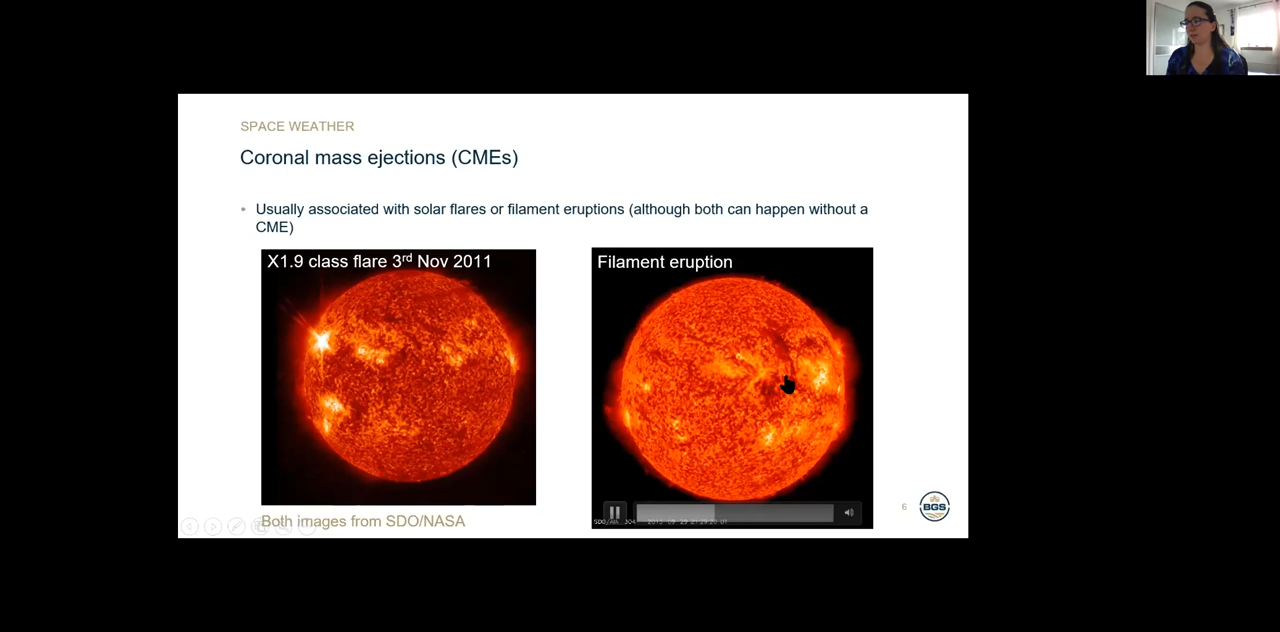 SPACE WEATHER
Coronal mass ejections (CMEs)
• Usually associated with solar flares or filament eruptions (although both can happen without a
CME)
X1.9 class flare 3rd Nov 2011
Filament eruption
Both images from SDO/NASA
6
BGS